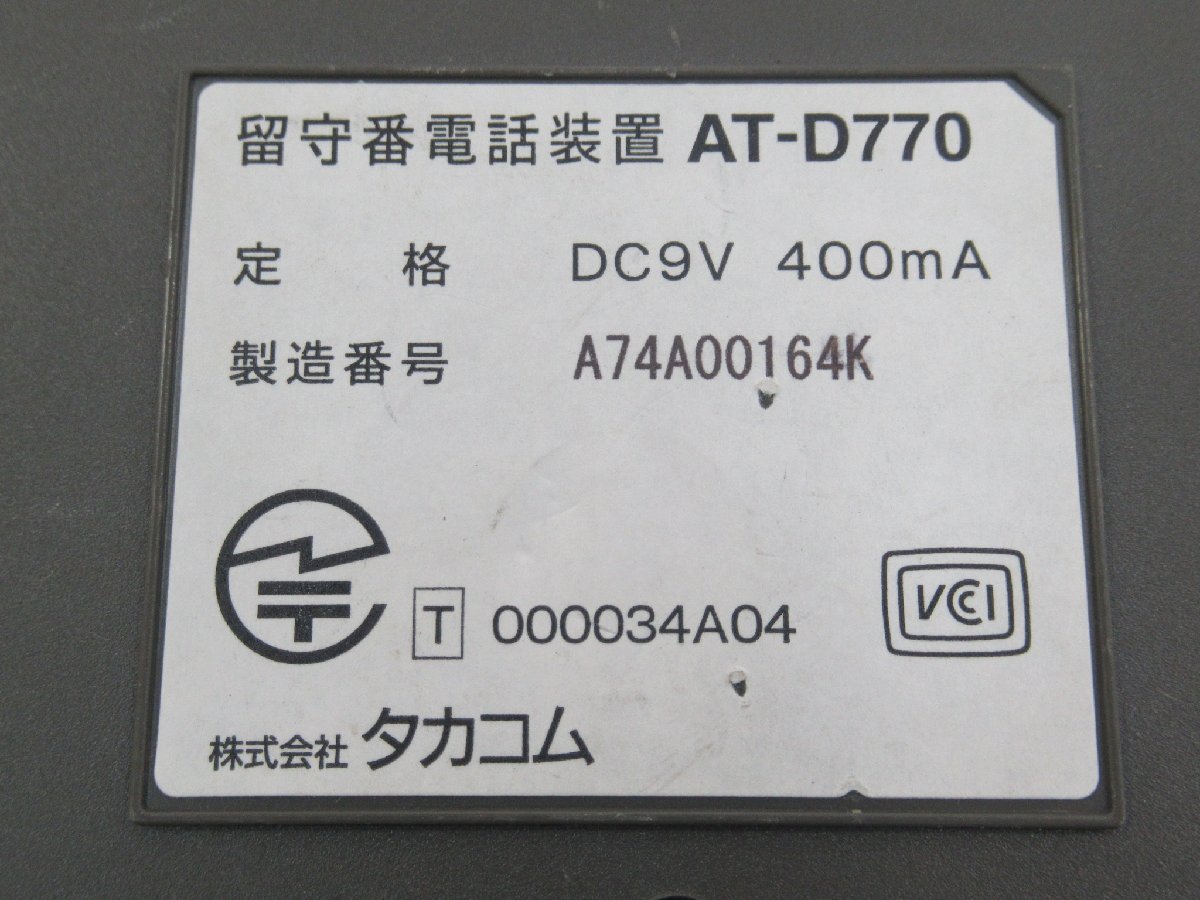 留守番電話装置 AT-D770
定格 DC9V 400mA
製造番号 A74A00164K
T 000034A04
VCCI
株式会社 タカコム